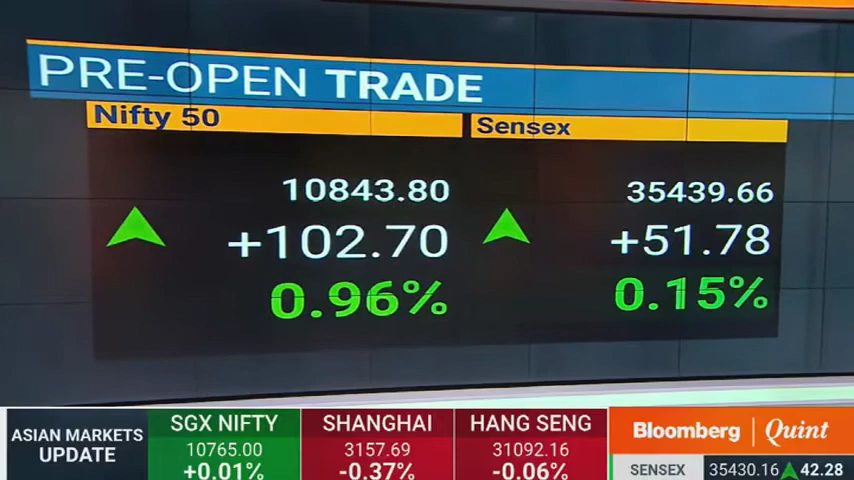 PRE-OPEN TRADE
Nifty 50
Sensex
10843.80
+102.70
0.96%
35439.66
+51.78
0.15%
ASIAN MARKETS
UPDATE
SGX NIFTY
10765.00
+0.01%
SHANGHAI
3157.69
-0.37%
HANG SENG
31092.16
-0.06%
Bloomberg | Quint
SENSEX 35430.16 42.28